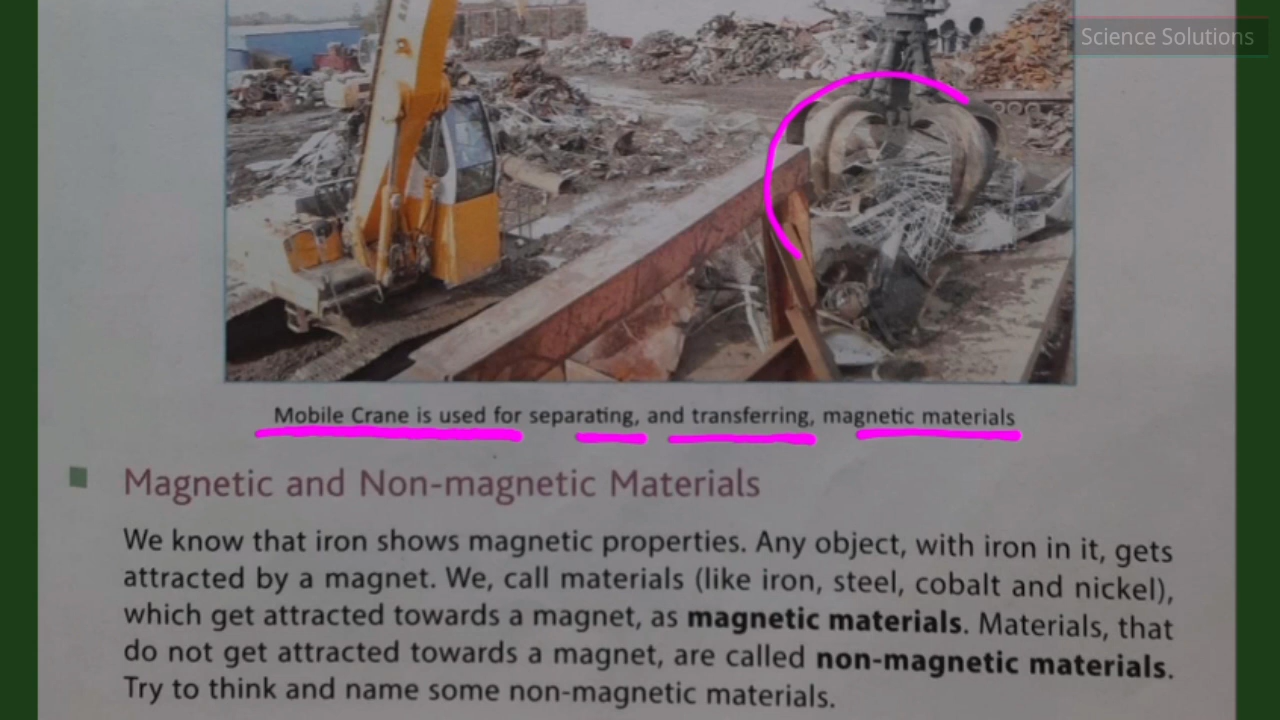 Science Solutions
Mobile Crane is used for separating, and transferring, magnetic materials
Magnetic and Non-magnetic Materials
We know that iron shows magnetic properties. Any object, with iron in it, gets
attracted by a magnet. We, call materials (like iron, steel, cobalt and nickel),
which get attracted towards a magnet, as magnetic materials. Materials, that
do not get attracted towards a magnet, are called non-magnetic materials.
Try to think and name some non-magnetic materials.